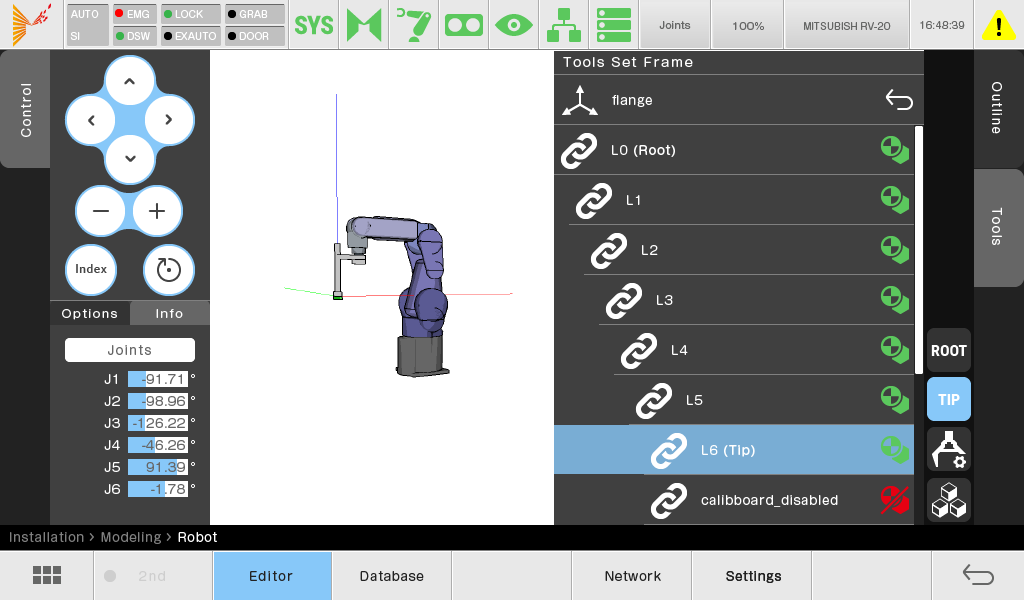 AUTO EMG LOCK GRAB
SI DSW EXAUTO DOOR
SYS
Joints
100%
MITSUBISH RV-20
16:48:39
Control
Index
Options Info
Joints
J1 -91.71 °
J2 -98.96 °
J3 -126.22 °
J4 -46.26 °
J5 91.39 °
J6 -1.78 °
Tools Set Frame
flange
L0 (Root)
L1
L2
L3
L4
L5
L6 (Tip)
calibboard_disabled
Outline
Tools
ROOT
TIP
Installation > Modeling > Robot
2nd
Editor
Database
Network
Settings